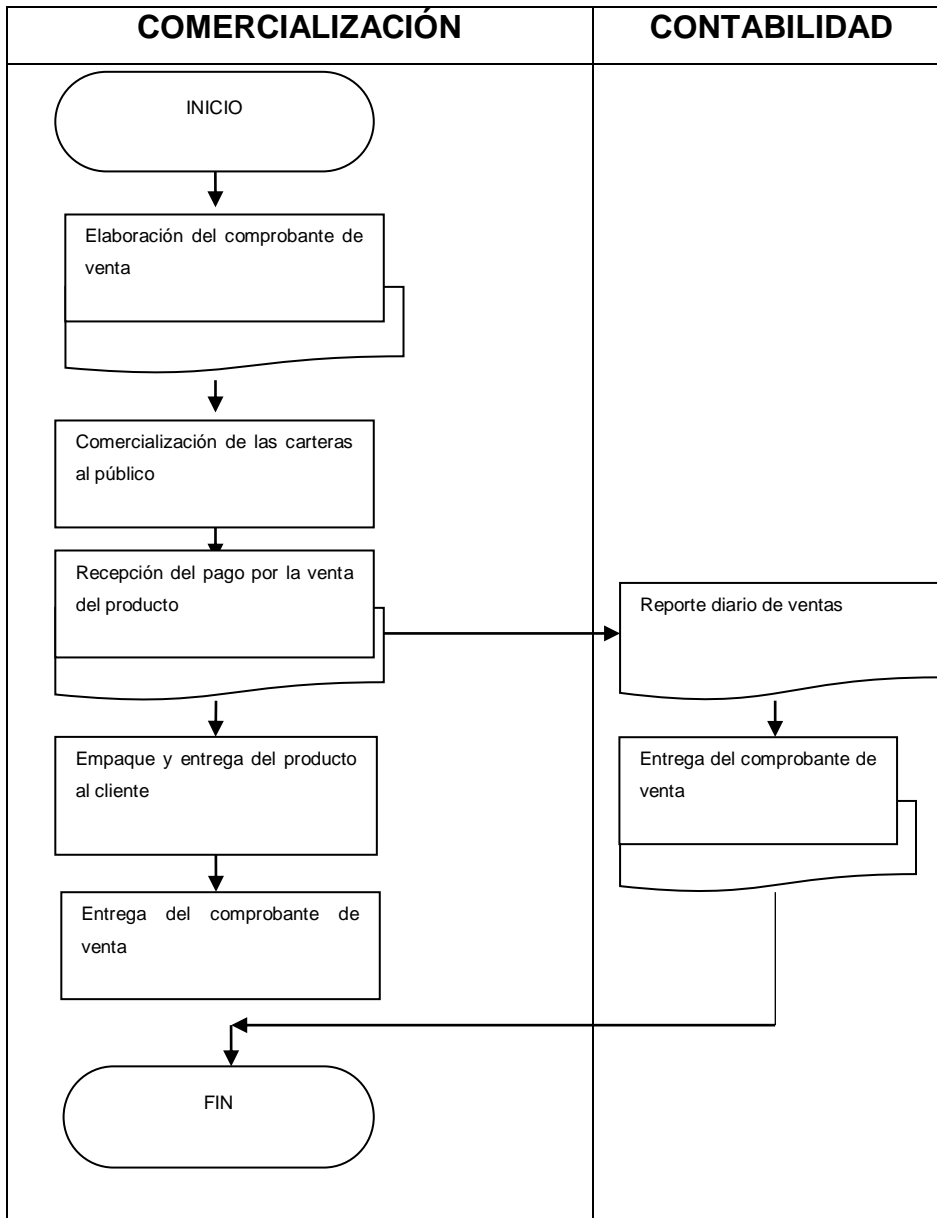 COMERCIALIZACIÓN
CONTABILIDAD
INICIO
Elaboración del comprobante de
venta
Comercialización de las carteras
al público
Recepción del pago por la venta
del producto
Reporte diario de ventas
Empaque y entrega del producto
al cliente
Entrega del comprobante de
venta
Entrega del comprobante de
venta
FIN